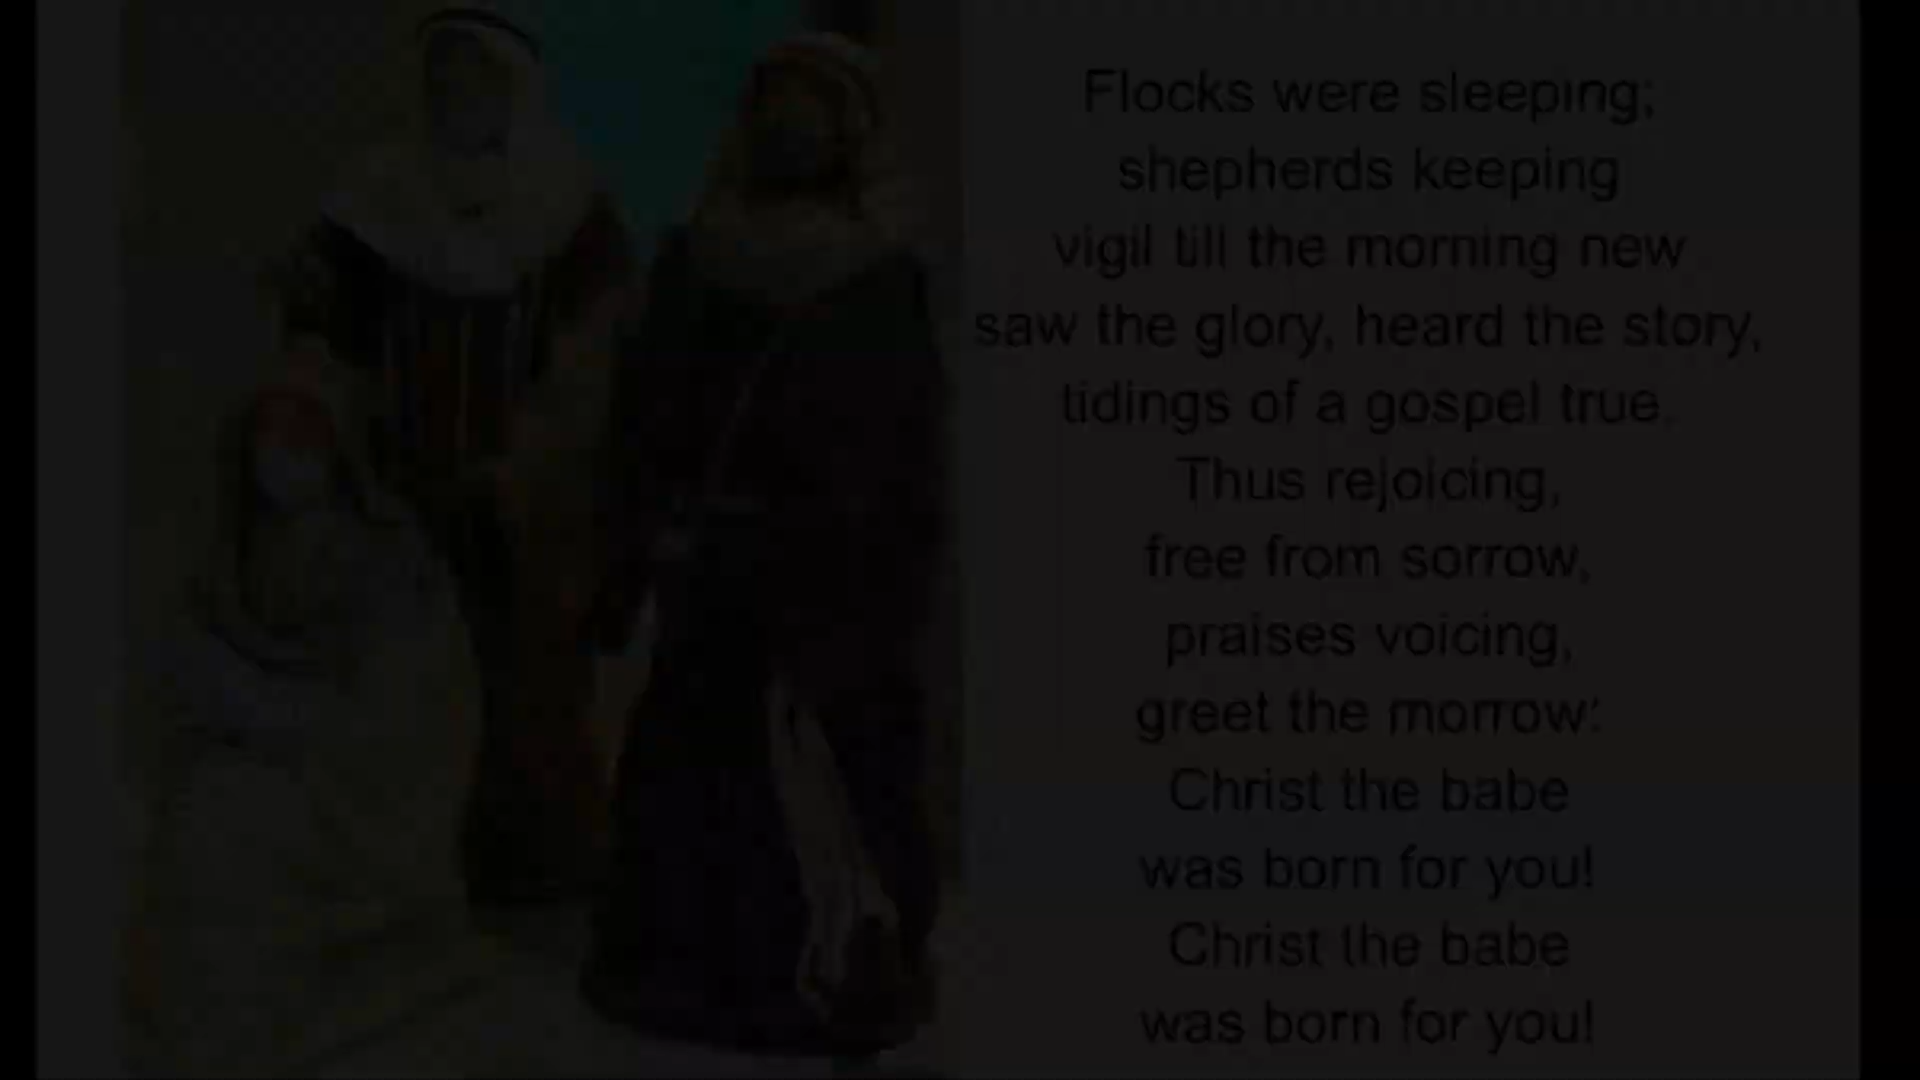 Flocks were sleeping;
shepherds keeping
vigil till the morning new
saw the glory, heard the story,
tidings of a gospel true.
Thus rejoicing,
free from sorrow,
praises voicing,
greet the morrow:
Christ the babe
was born for you!
Christ the babe
was born for you!